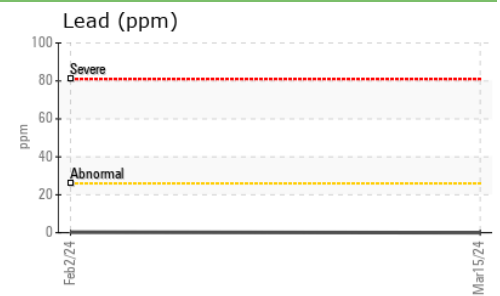 Lead (ppm)
100
Severe
80
60
ppm
40
Abnormal
20
0
Feb2/24
Mar15/24